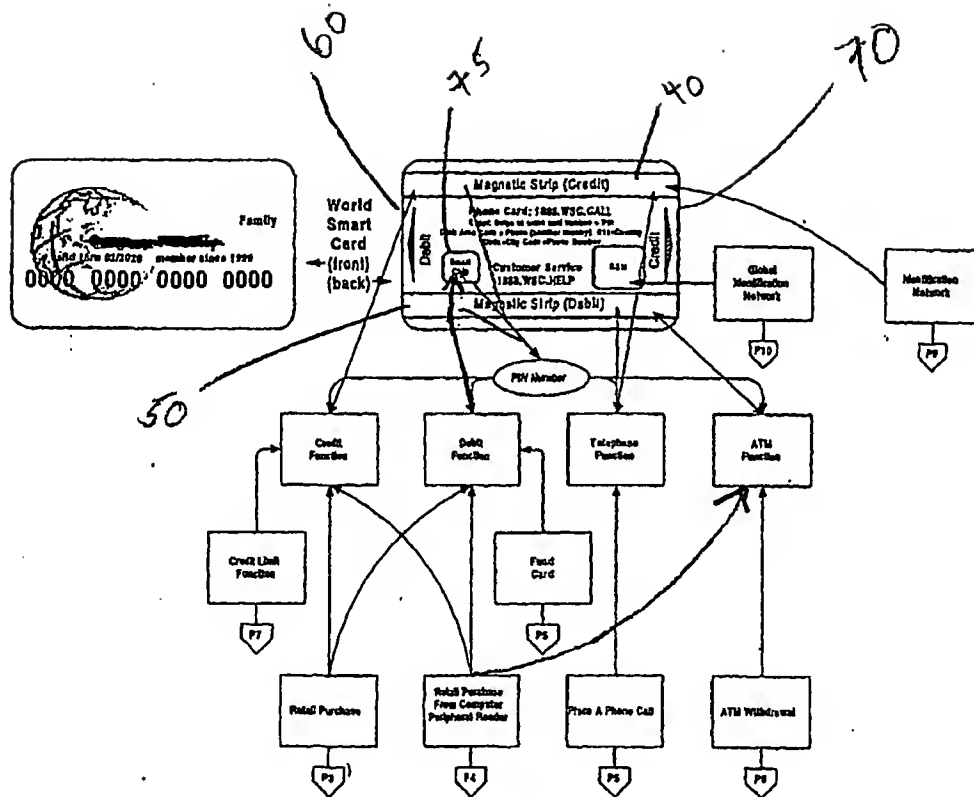 60
75
40
70
50
Family
member since 1999
0000 0000 0000 0000
World
Smart
Card
(front)
(back)
Magnetic Strip (Credit)
Phone Card: 1888.WSG.CALL
Debit
Credit
Customer Service
1888.WSG.HELP
Magnetic Strip (Debit)
Global
Identification
Network
P10
Identification
Network
P9
PIN Number
Credit
Function
Debit
Function
Telephone
Function
ATM
Function
Credit Limit
Function
P7
Fund
Card
Retail Purchase
P3
Retail Purchase
From Computer
Peripheral Reader
P4
Place A Phone Call
P5
ATM Withdrawal
P6